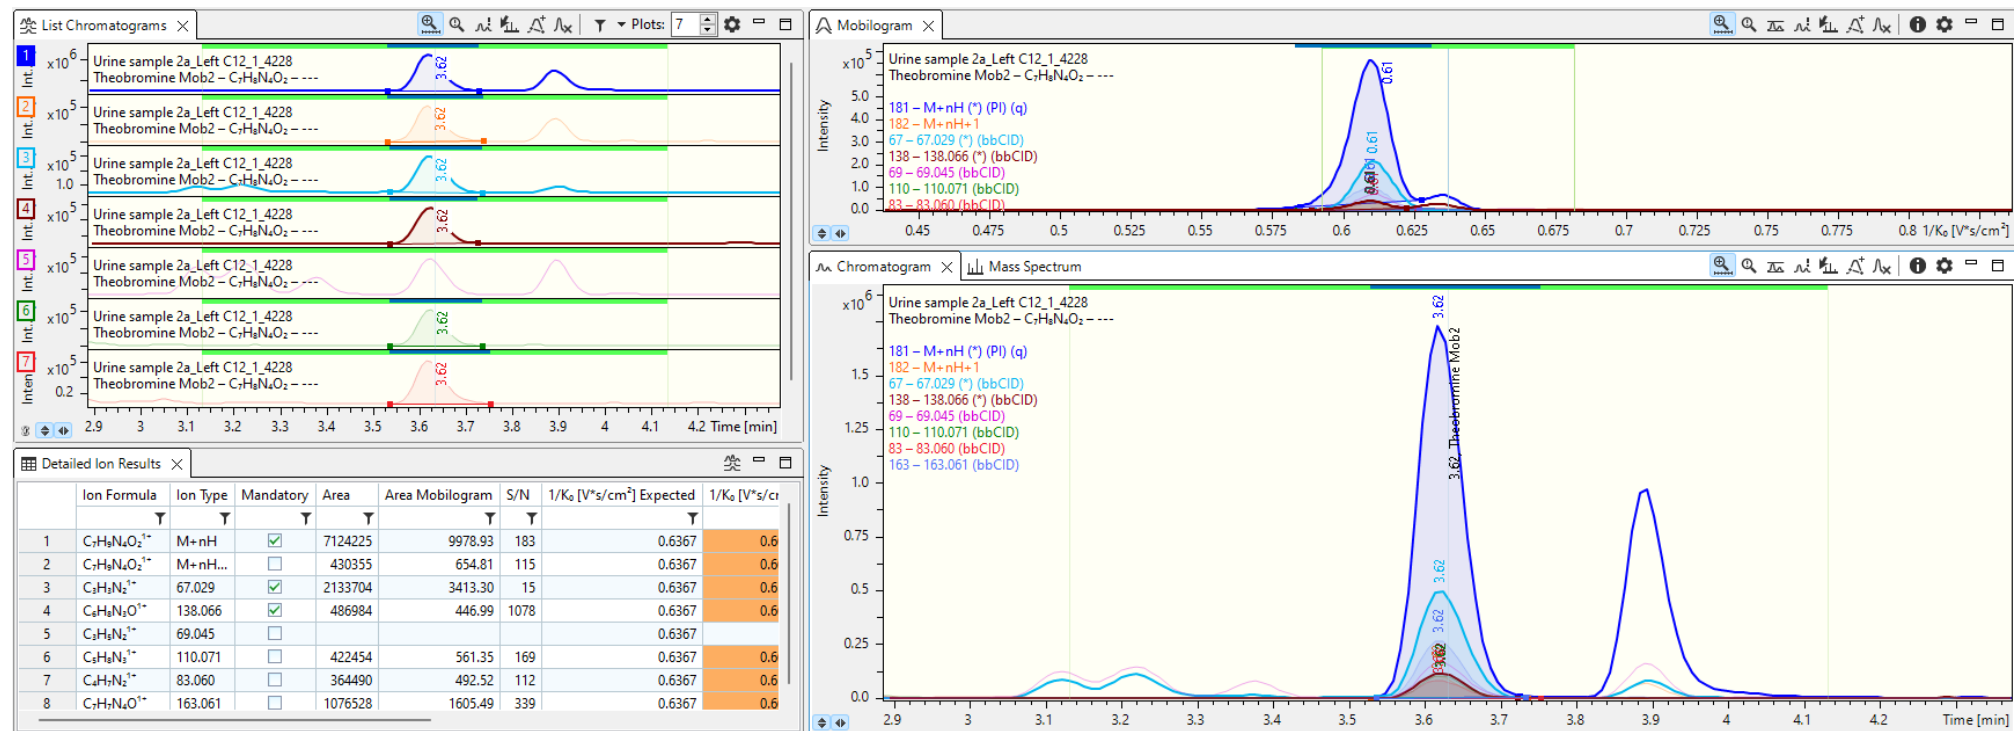 List Chromatograms
Plots: 7
1
Int.
x10⁶
Urine sample 2a_Left C12_1_4228
Theobromine Mob2 – C₇H₈N₄O₂ – ---
3.62
2
Int.
x10⁵
Urine sample 2a_Left C12_1_4228
Theobromine Mob2 – C₇H₈N₄O₂ – ---
3.62
3
Int.
x10⁵
1.0
Urine sample 2a_Left C12_1_4228
Theobromine Mob2 – C₇H₈N₄O₂ – ---
3.62
4
Int.
x10⁵
Urine sample 2a_Left C12_1_4228
Theobromine Mob2 – C₇H₈N₄O₂ – ---
3.62
5
Int.
x10⁵
Urine sample 2a_Left C12_1_4228
Theobromine Mob2 – C₇H₈N₄O₂ – ---
6
Int.
x10⁵
Urine sample 2a_Left C12_1_4228
Theobromine Mob2 – C₇H₈N₄O₂ – ---
3.62
7
Inten
x10⁵
0.2
Urine sample 2a_Left C12_1_4228
Theobromine Mob2 – C₇H₈N₄O₂ – ---
3.62
2.9 3 3.1 3.2 3.3 3.4 3.5 3.6 3.7 3.8 3.9 4 4.1 4.2 Time [min]
Detailed Ion Results
Ion Formula Ion Type Mandatory Area Area Mobilogram S/N 1/K₀ [V*s/cm²] Expected 1/K₀ [V*s/cr
1 C₇H₉N₄O₂¹⁺ M+nH 7124225 9978.93 183 0.6367 0.6
2 C₇H₉N₄O₂¹⁺ M+nH... 430355 654.81 115 0.6367 0.6
3 C₃H₃N₂¹⁺ 67.029 2133704 3413.30 15 0.6367 0.6
4 C₆H₈N₃O¹⁺ 138.066 486984 446.99 1078 0.6367 0.6
5 C₃H₅N₂¹⁺ 69.045 0.6367
6 C₅H₈N₃¹⁺ 110.071 422454 561.35 169 0.6367 0.6
7 C₄H₇N₂¹⁺ 83.060 364490 492.52 112 0.6367 0.6
8 C₇H₇N₄O¹⁺ 163.061 1076528 1605.49 339 0.6367 0.6
Mobilogram
x10⁵
Urine sample 2a_Left C12_1_4228
Theobromine Mob2 – C₇H₈N₄O₂ – ---
181 – M+nH (*) (PI) (q)
182 – M+nH+1
67 – 67.029 (*) (bbCID)
138 – 138.066 (*) (bbCID)
69 – 69.045 (bbCID)
110 – 110.071 (bbCID)
83 – 83.060 (bbCID)
Intensity
5.0
4.0
3.0
2.0
1.0
0.0
0.61
0.61
0.61
0.45 0.475 0.5 0.525 0.55 0.575 0.6 0.625 0.65 0.675 0.7 0.725 0.75 0.775 0.8 1/K₀ [V*s/cm²]
Chromatogram
Mass Spectrum
x10⁶
Urine sample 2a_Left C12_1_4228
Theobromine Mob2 – C₇H₈N₄O₂ – ---
181 – M+nH (*) (PI) (q)
182 – M+nH+1
67 – 67.029 (*) (bbCID)
138 – 138.066 (*) (bbCID)
69 – 69.045 (bbCID)
110 – 110.071 (bbCID)
83 – 83.060 (bbCID)
163 – 163.061 (bbCID)
Intensity
1.5
1.25
1.0
0.75
0.5
0.25
0.0
3.62
3.62, Theobromine Mob2
3.62
3.62
3.62
2.9 3 3.1 3.2 3.3 3.4 3.5 3.6 3.7 3.8 3.9 4 4.1 4.2 Time [min]